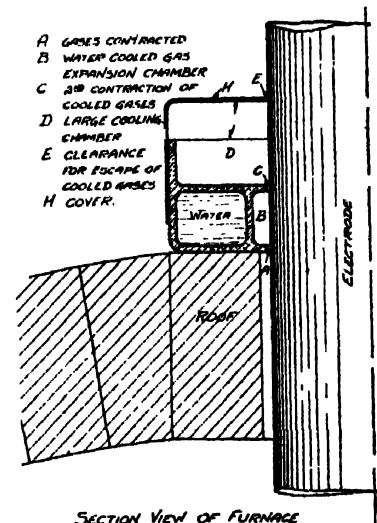 A GASES CONTRACTED
B WATER COOLED GAS
EXPANSION CHAMBER
C 2ND CONTRACTION OF
COOLED GASES
D LARGE COOLING
CHAMBER
E CLEARANCE
FOR ESCAPE OF
COOLED GASES
H COVER.
H
E
D
C
WATER
B
A
ROOF
ELECTRODE
SECTION VIEW OF FURNACE